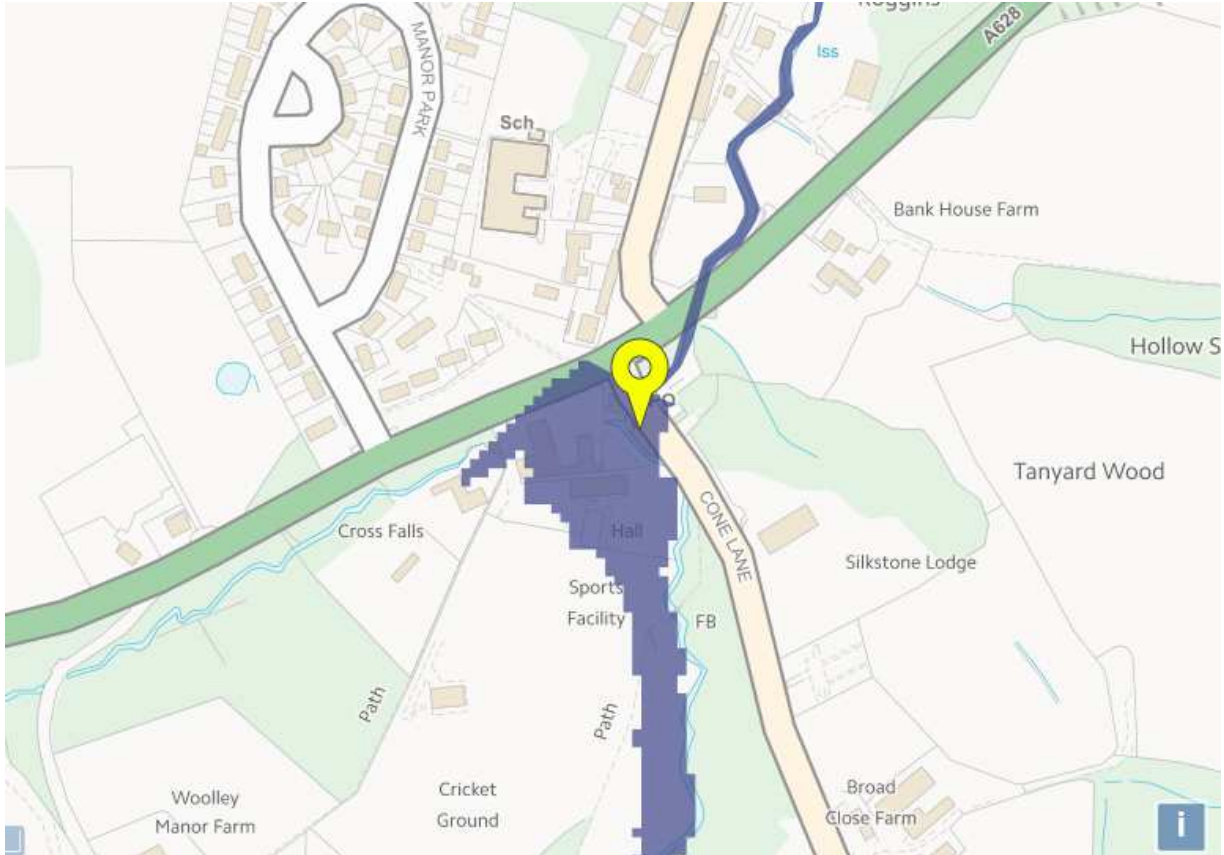 A628
Iss
MANOR PARK
Sch
Bank House Farm
Hollow S
Tanyard Wood
Cross Falls
Hall
CONE LANE
Silkstone Lodge
Sports
Facility
FB
Path
Path
Woolley
Manor Farm
Cricket
Ground
Broad
Close Farm
i